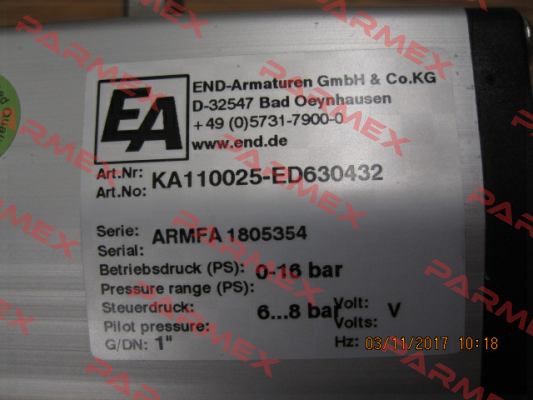 EA
END-Armaturen GmbH & Co.KG
D-32547 Bad Oeynhausen
+49 (0)5731-7900-0
www.end.de
Art.Nr:
Art.No: KA110025-ED630432
Serie: ARMFA 1805354
Serial:
Betriebsdruck (PS): 0-16 bar
Pressure range (PS):
Steuerdruck: 6...8 bar Volt: V
Pilot pressure: Volts:
G/DN: 1" Hz:
03/11/2017 10:18
PARMEX